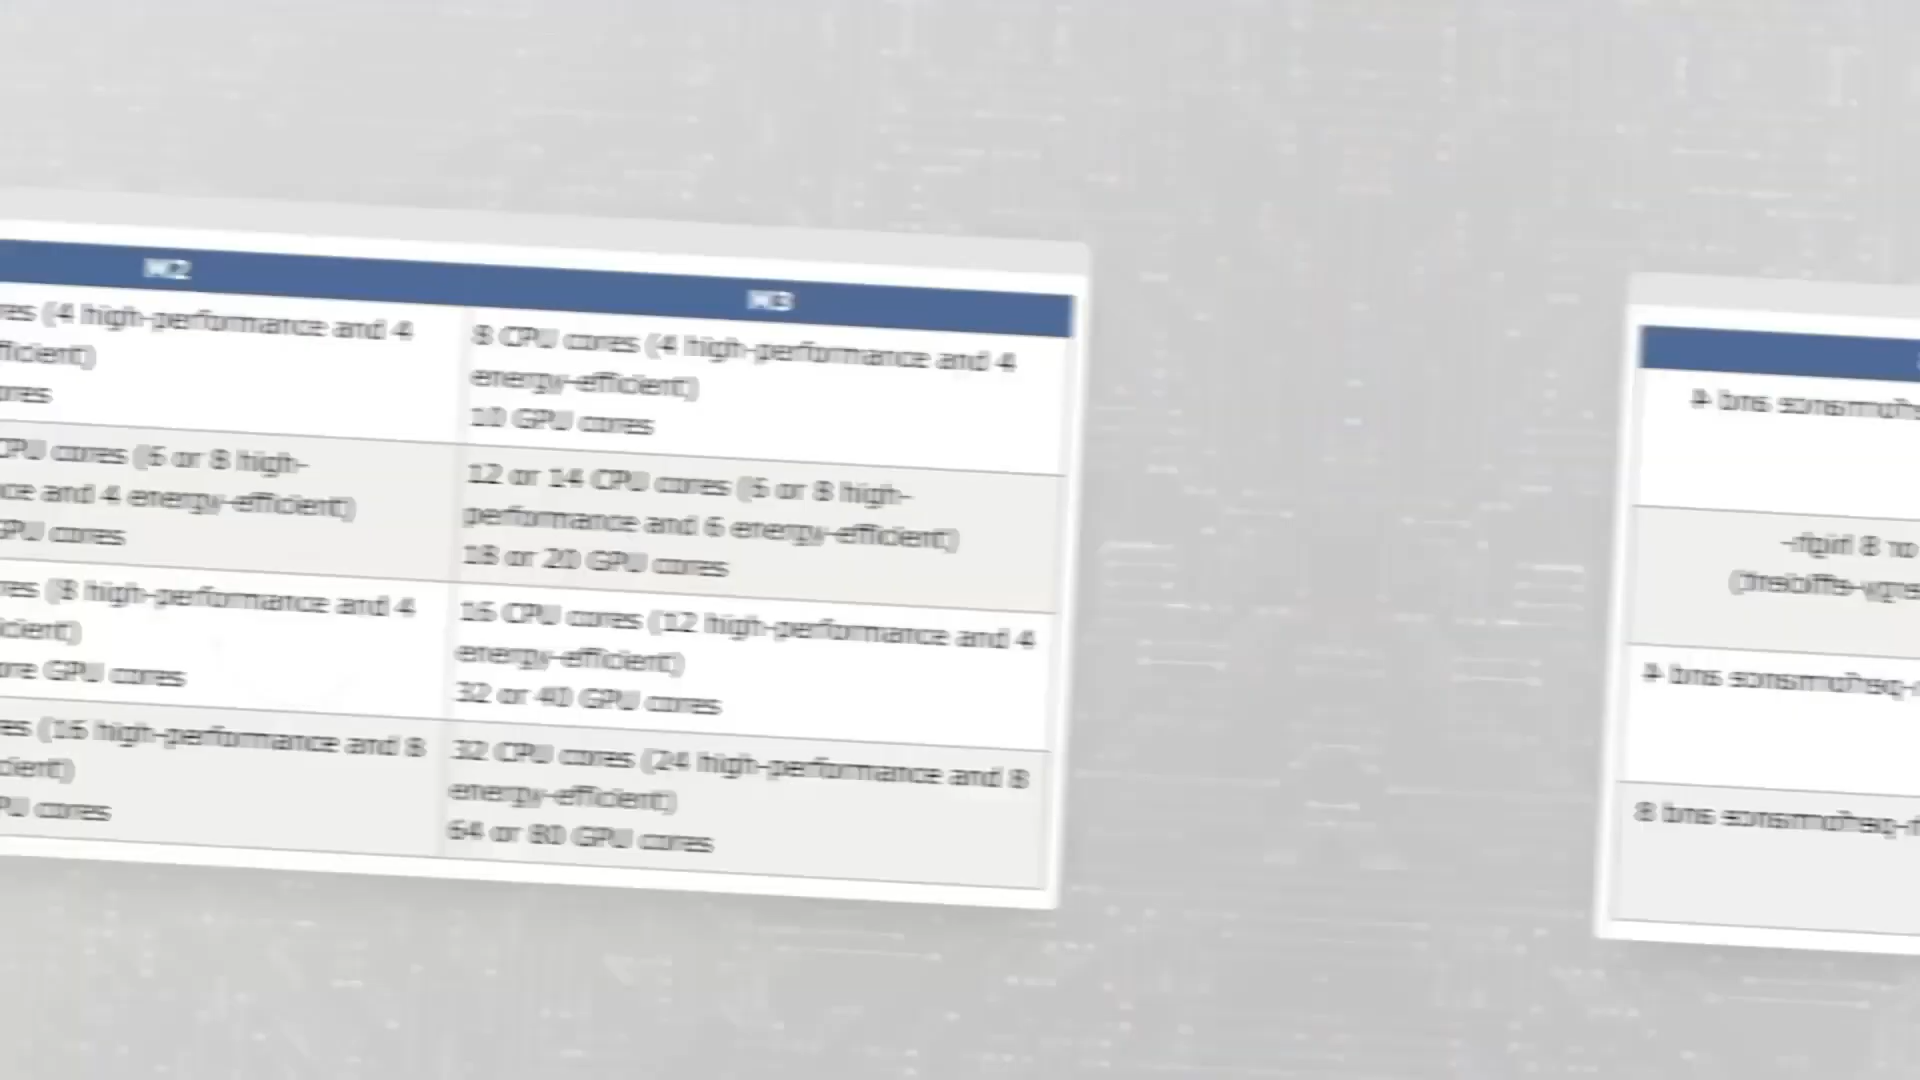 M2
M3
res (4 high-performance and 4
fficient)
ores
8 CPU cores (4 high-performance and 4
energy-efficient)
10 GPU cores
CPU cores (6 or 8 high-
ce and 4 energy-efficient)
GPU cores
12 or 14 CPU cores (6 or 8 high-
performance and 6 energy-efficient)
18 or 20 GPU cores
res (8 high-performance and 4
icient)
ore GPU cores
16 CPU cores (12 high-performance and 4
energy-efficient)
32 or 40 GPU cores
es (16 high-performance and 8
cient)
PU cores
32 CPU cores (24 high-performance and 8
energy-efficient)
64 or 80 GPU cores